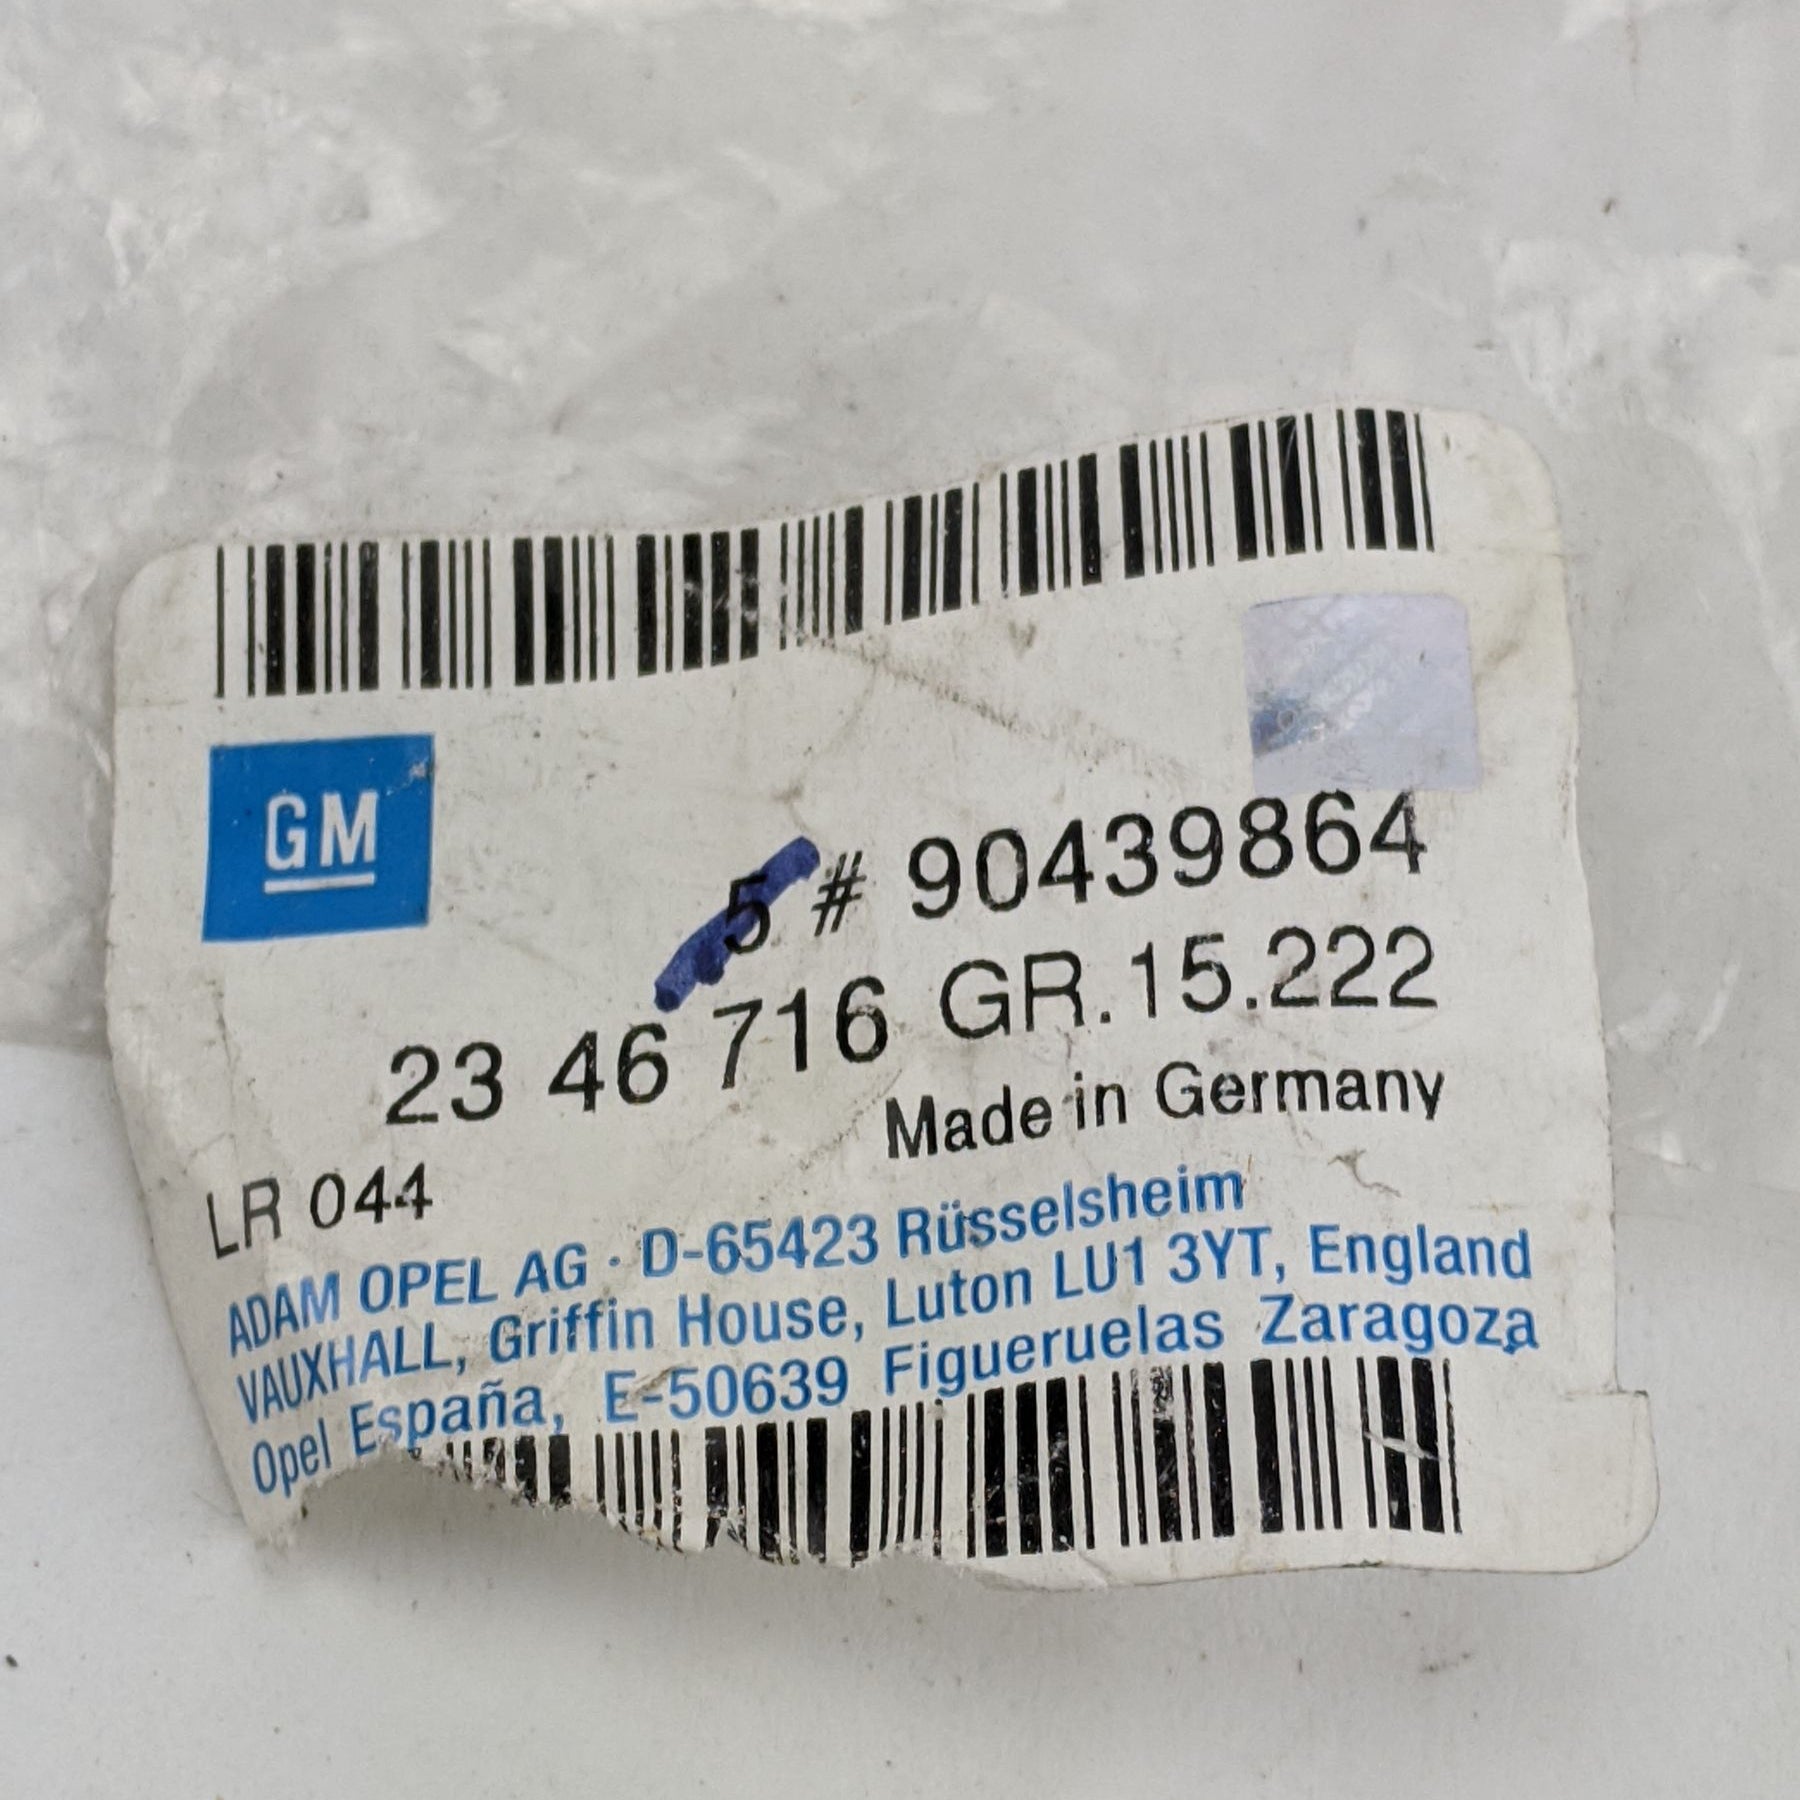 GM
5 # 90439864
23 46 716 GR.15.222
Made in Germany
LR 044
ADAM OPEL AG · D-65423 Rüsselsheim
VAUXHALL, Griffin House, Luton LU1 3YT, England
Opel España, E-50639 Figueruelas Zaragoza